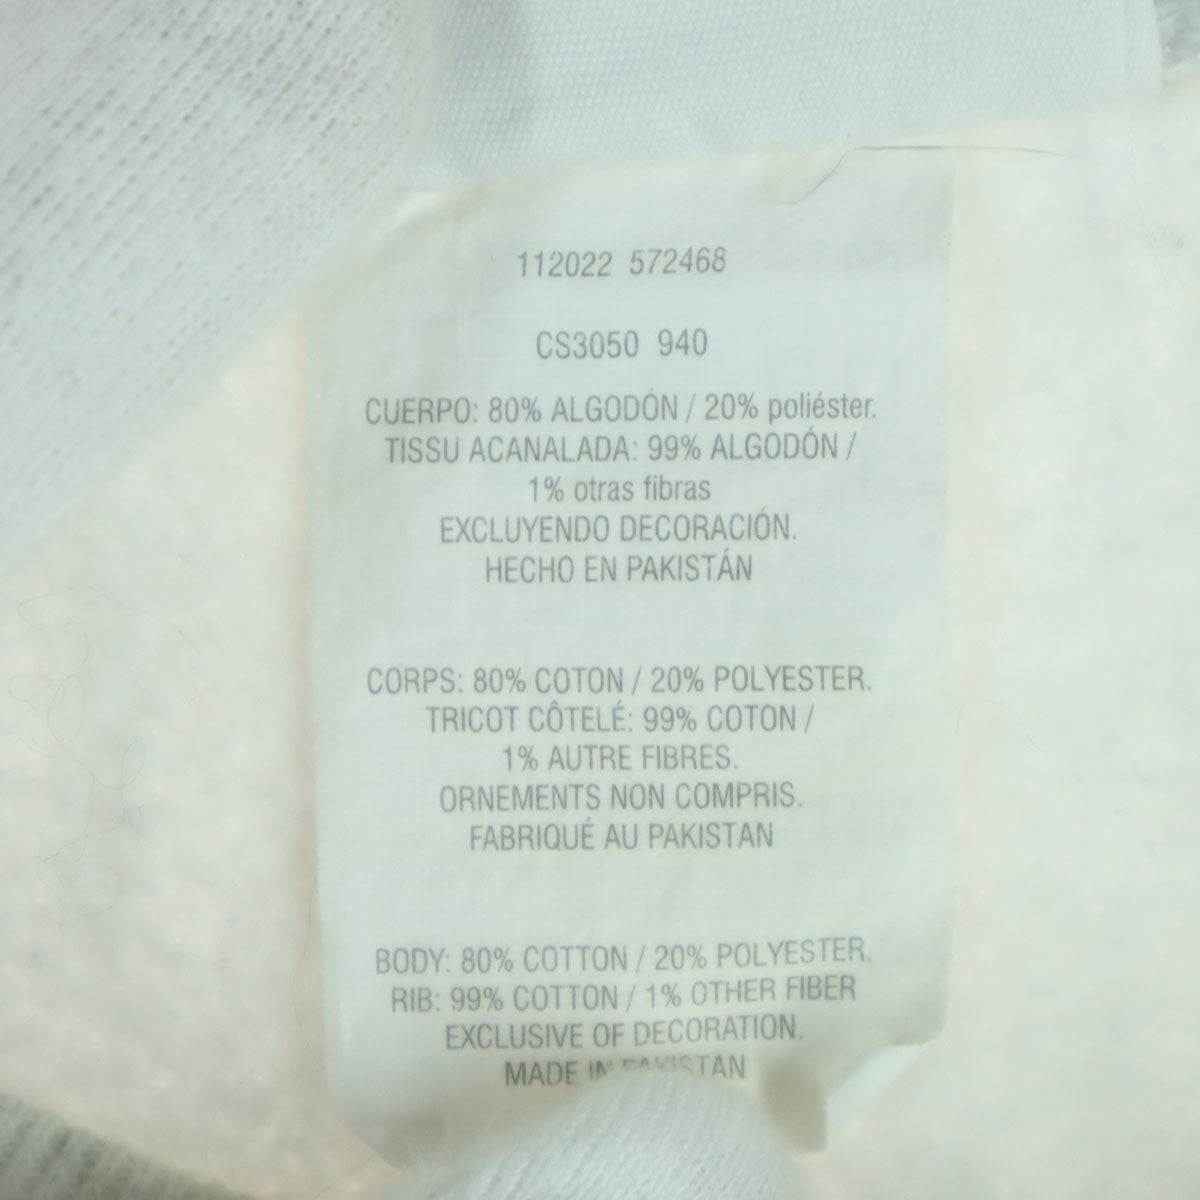 112022 572468
CS3050 940
CUERPO: 80% ALGODÓN / 20% poliéster.
TISSU ACANALADA: 99% ALGODÓN /
1% otras fibras
EXCLUYENDO DECORACIÓN.
HECHO EN PAKISTÁN
CORPS: 80% COTON / 20% POLYESTER.
TRICOT CÔTELÉ: 99% COTON /
1% AUTRE FIBRES.
ORNEMENTS NON COMPRIS.
FABRIQUÉ AU PAKISTAN
BODY: 80% COTTON / 20% POLYESTER.
RIB: 99% COTTON / 1% OTHER FIBER
EXCLUSIVE OF DECORATION.
MADE IN PAKISTAN